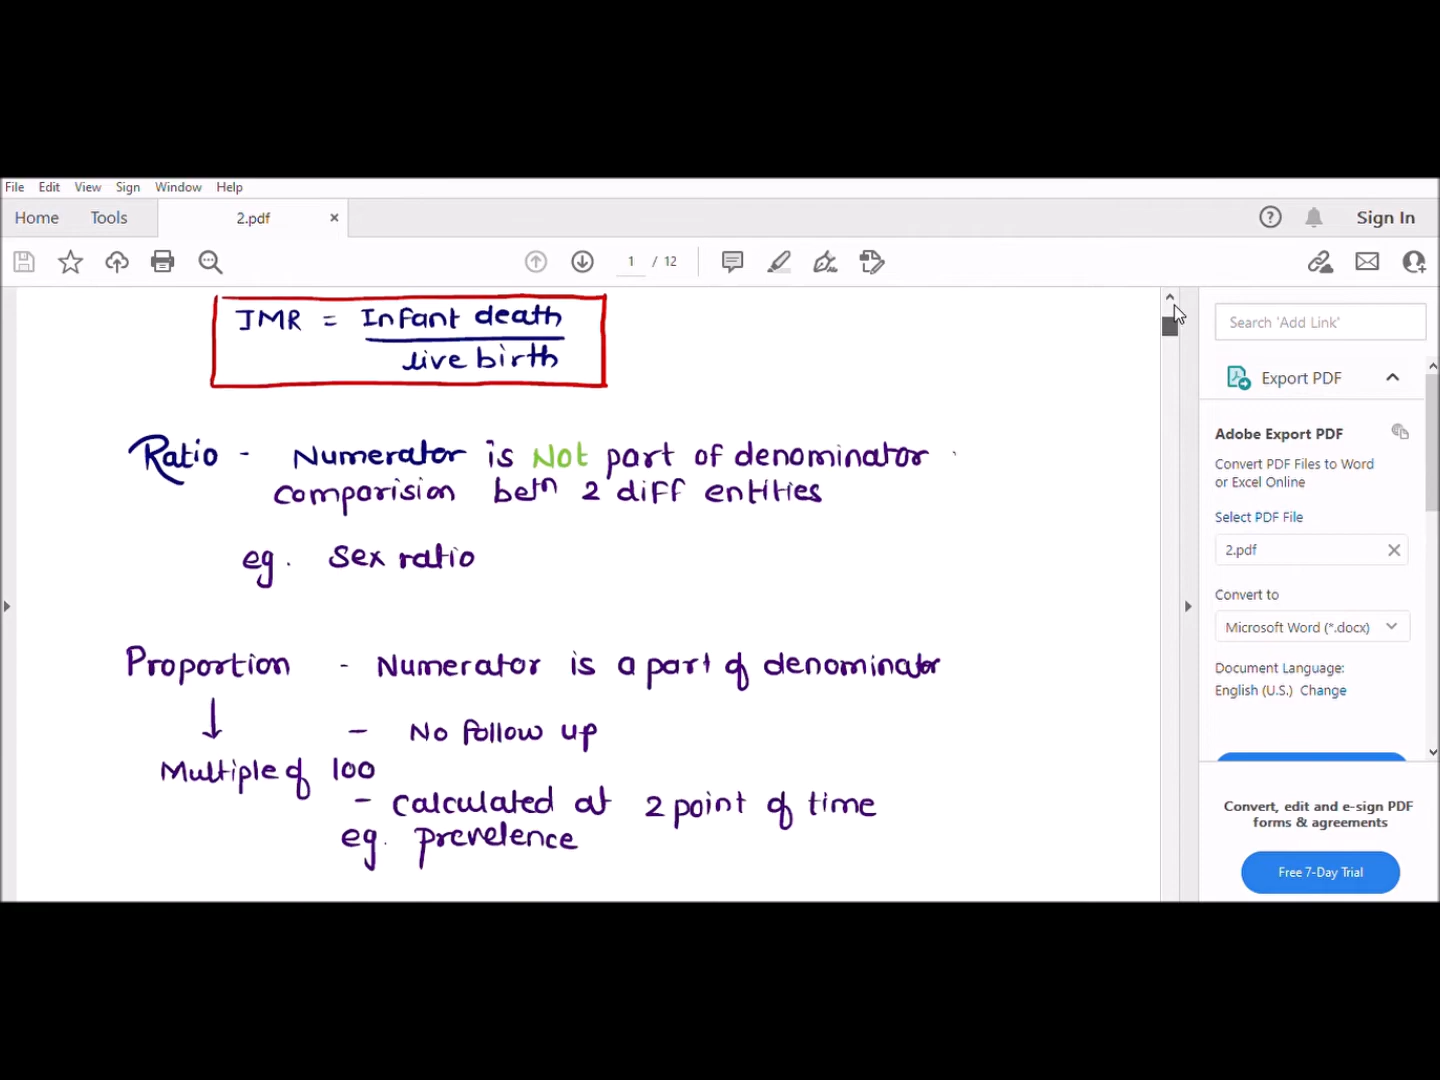 File Edit View Sign Window Help
Home Tools 2.pdf × Sign In
1 / 12
IMR = Infant death
live birth
Ratio - Numerator is Not part of denominator
comparision betn 2 diff entities
eg. Sex ratio
Proportion - Numerator is a part of denominator
- No follow up
Multiple of 100
- Calculated at 2 point of time
eg. prevelence
Search 'Add Link'
Export PDF
Adobe Export PDF
Convert PDF Files to Word
or Excel Online
Select PDF File
2.pdf
Convert to
Microsoft Word (*.docx)
Document Language:
English (U.S.) Change
Convert, edit and e-sign PDF
forms & agreements
Free 7-Day Trial